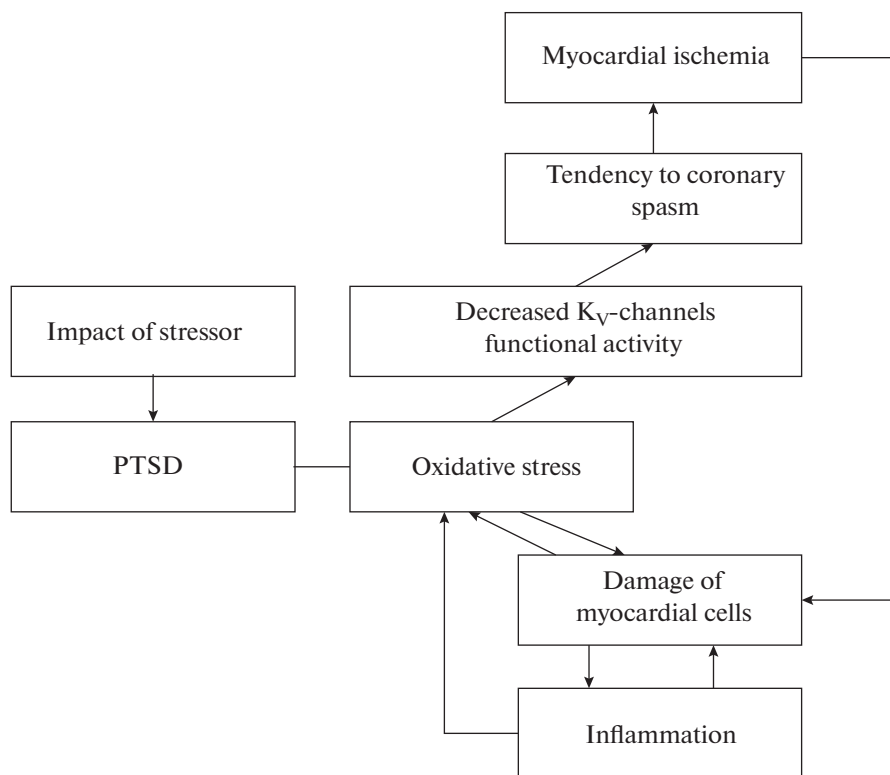 Myocardial ischemia
Tendency to coronary
spasm
Decreased K_V-channels
functional activity
Impact of stressor
PTSD
Oxidative stress
Damage of
myocardial cells
Inflammation